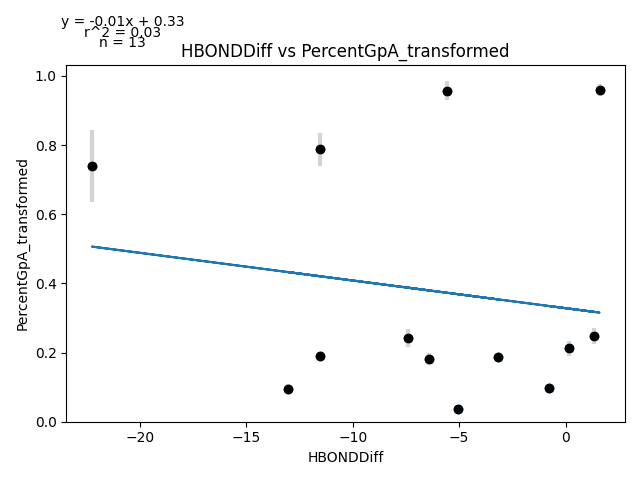 y = -0.01x + 0.33
r^2 = 0.03
n = 13
HBONDDiff vs PercentGpA_transformed
1.0
0.8
0.6
0.4
0.2
0.0
PercentGpA_transformed
−20
−15
−10
−5
0
HBONDDiff